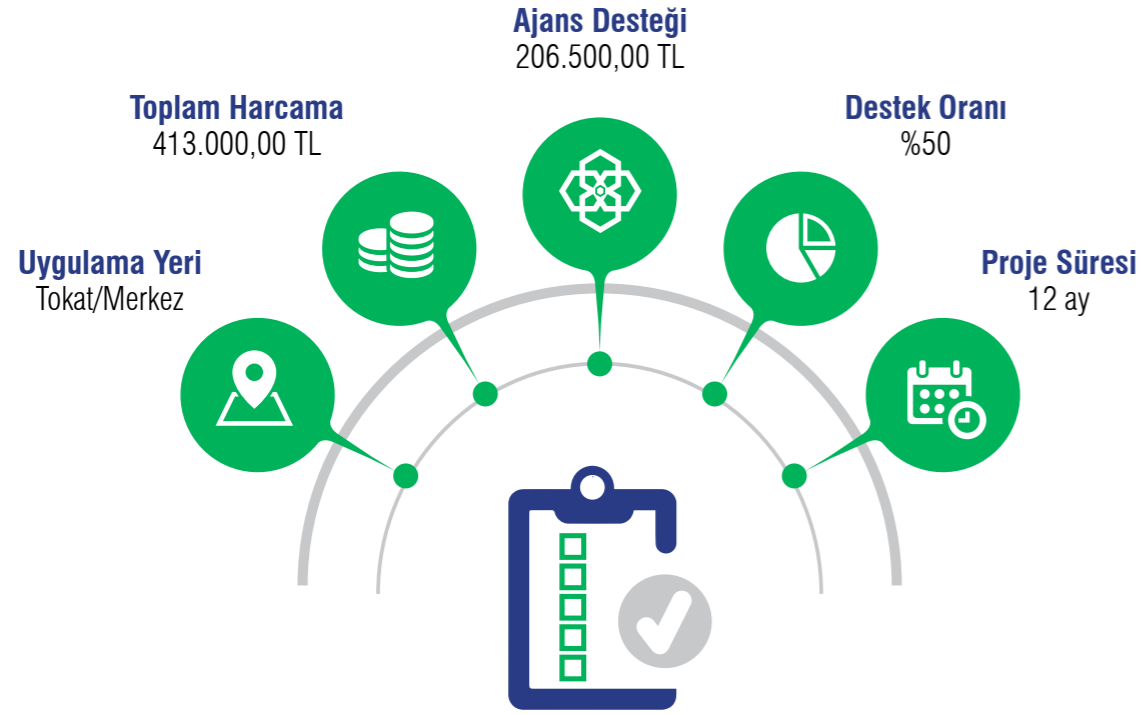 Ajans Desteği
206.500,00 TL
Toplam Harcama
413.000,00 TL
Destek Oranı
%50
Uygulama Yeri
Tokat/Merkez
Proje Süresi
12 ay